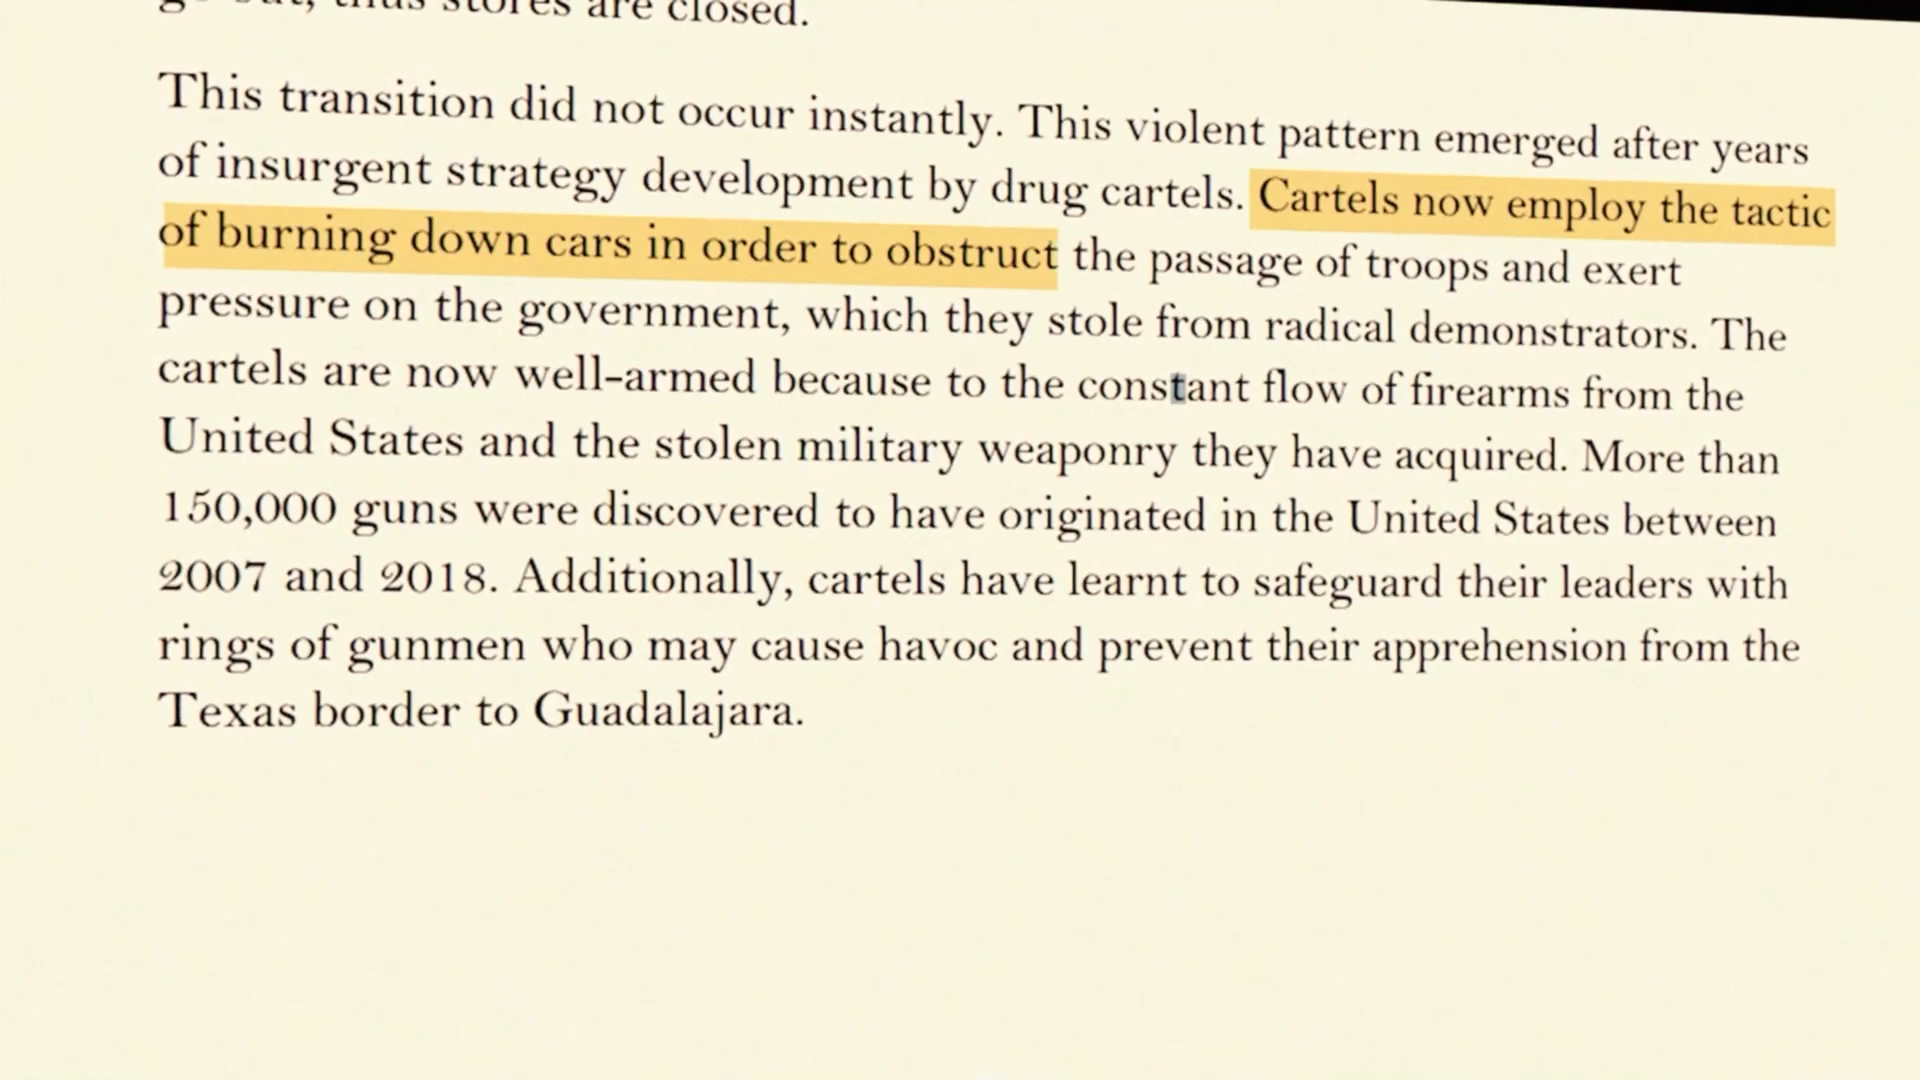 stores are closed.
This transition did not occur instantly. This violent pattern emerged after years
of insurgent strategy development by drug cartels. Cartels now employ the tactic
of burning down cars in order to obstruct the passage of troops and exert
pressure on the government, which they stole from radical demonstrators. The
cartels are now well-armed because to the constant flow of firearms from the
United States and the stolen military weaponry they have acquired. More than
150,000 guns were discovered to have originated in the United States between
2007 and 2018. Additionally, cartels have learnt to safeguard their leaders with
rings of gunmen who may cause havoc and prevent their apprehension from the
Texas border to Guadalajara.